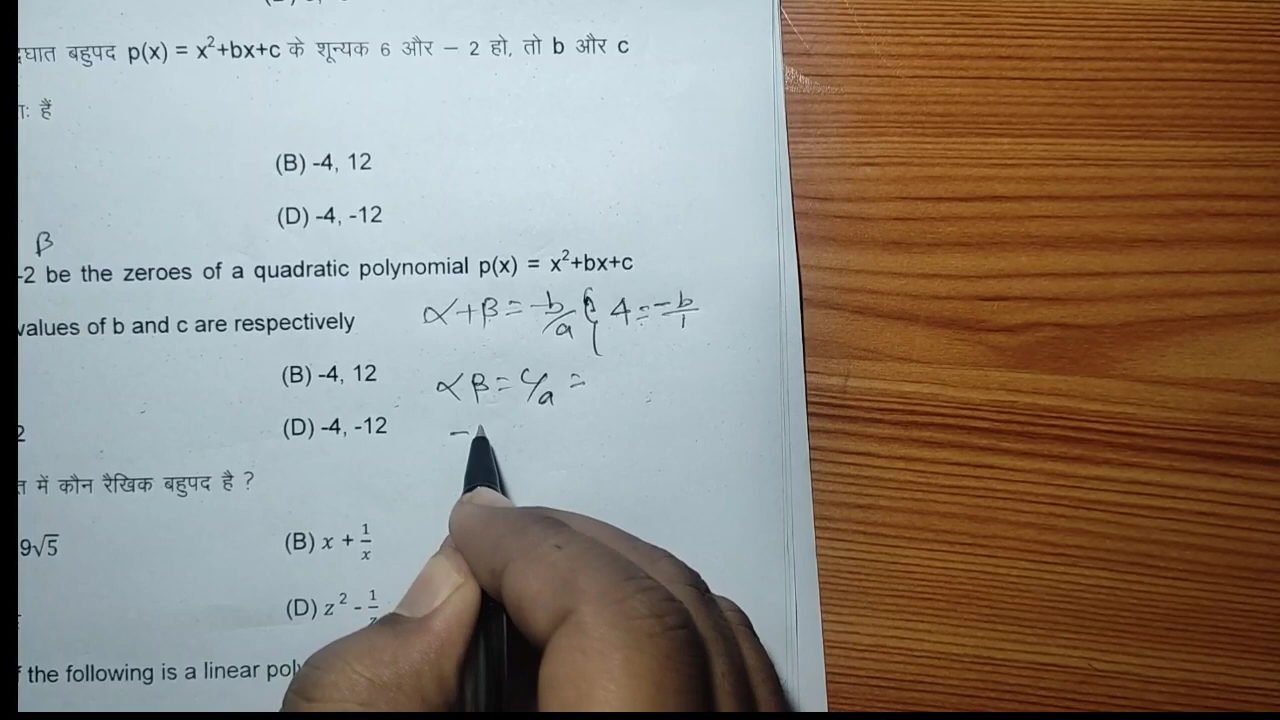 द्विघात बहुपद p(x) = x²+bx+c के शून्यक 6 और – 2 हो, तो b और c
हैं
(B) -4, 12
(D) -4, -12
β
-2 be the zeroes of a quadratic polynomial p(x) = x²+bx+c
α+β = -b/a { 4 = -b/1
values of b and c are respectively
(B) -4, 12
αβ = c/a =
(D) -4, -12
-
में कौन रैखिक बहुपद है ?
9√5
(B) x + 1/x
(D) z² - 1/z
the following is a linear